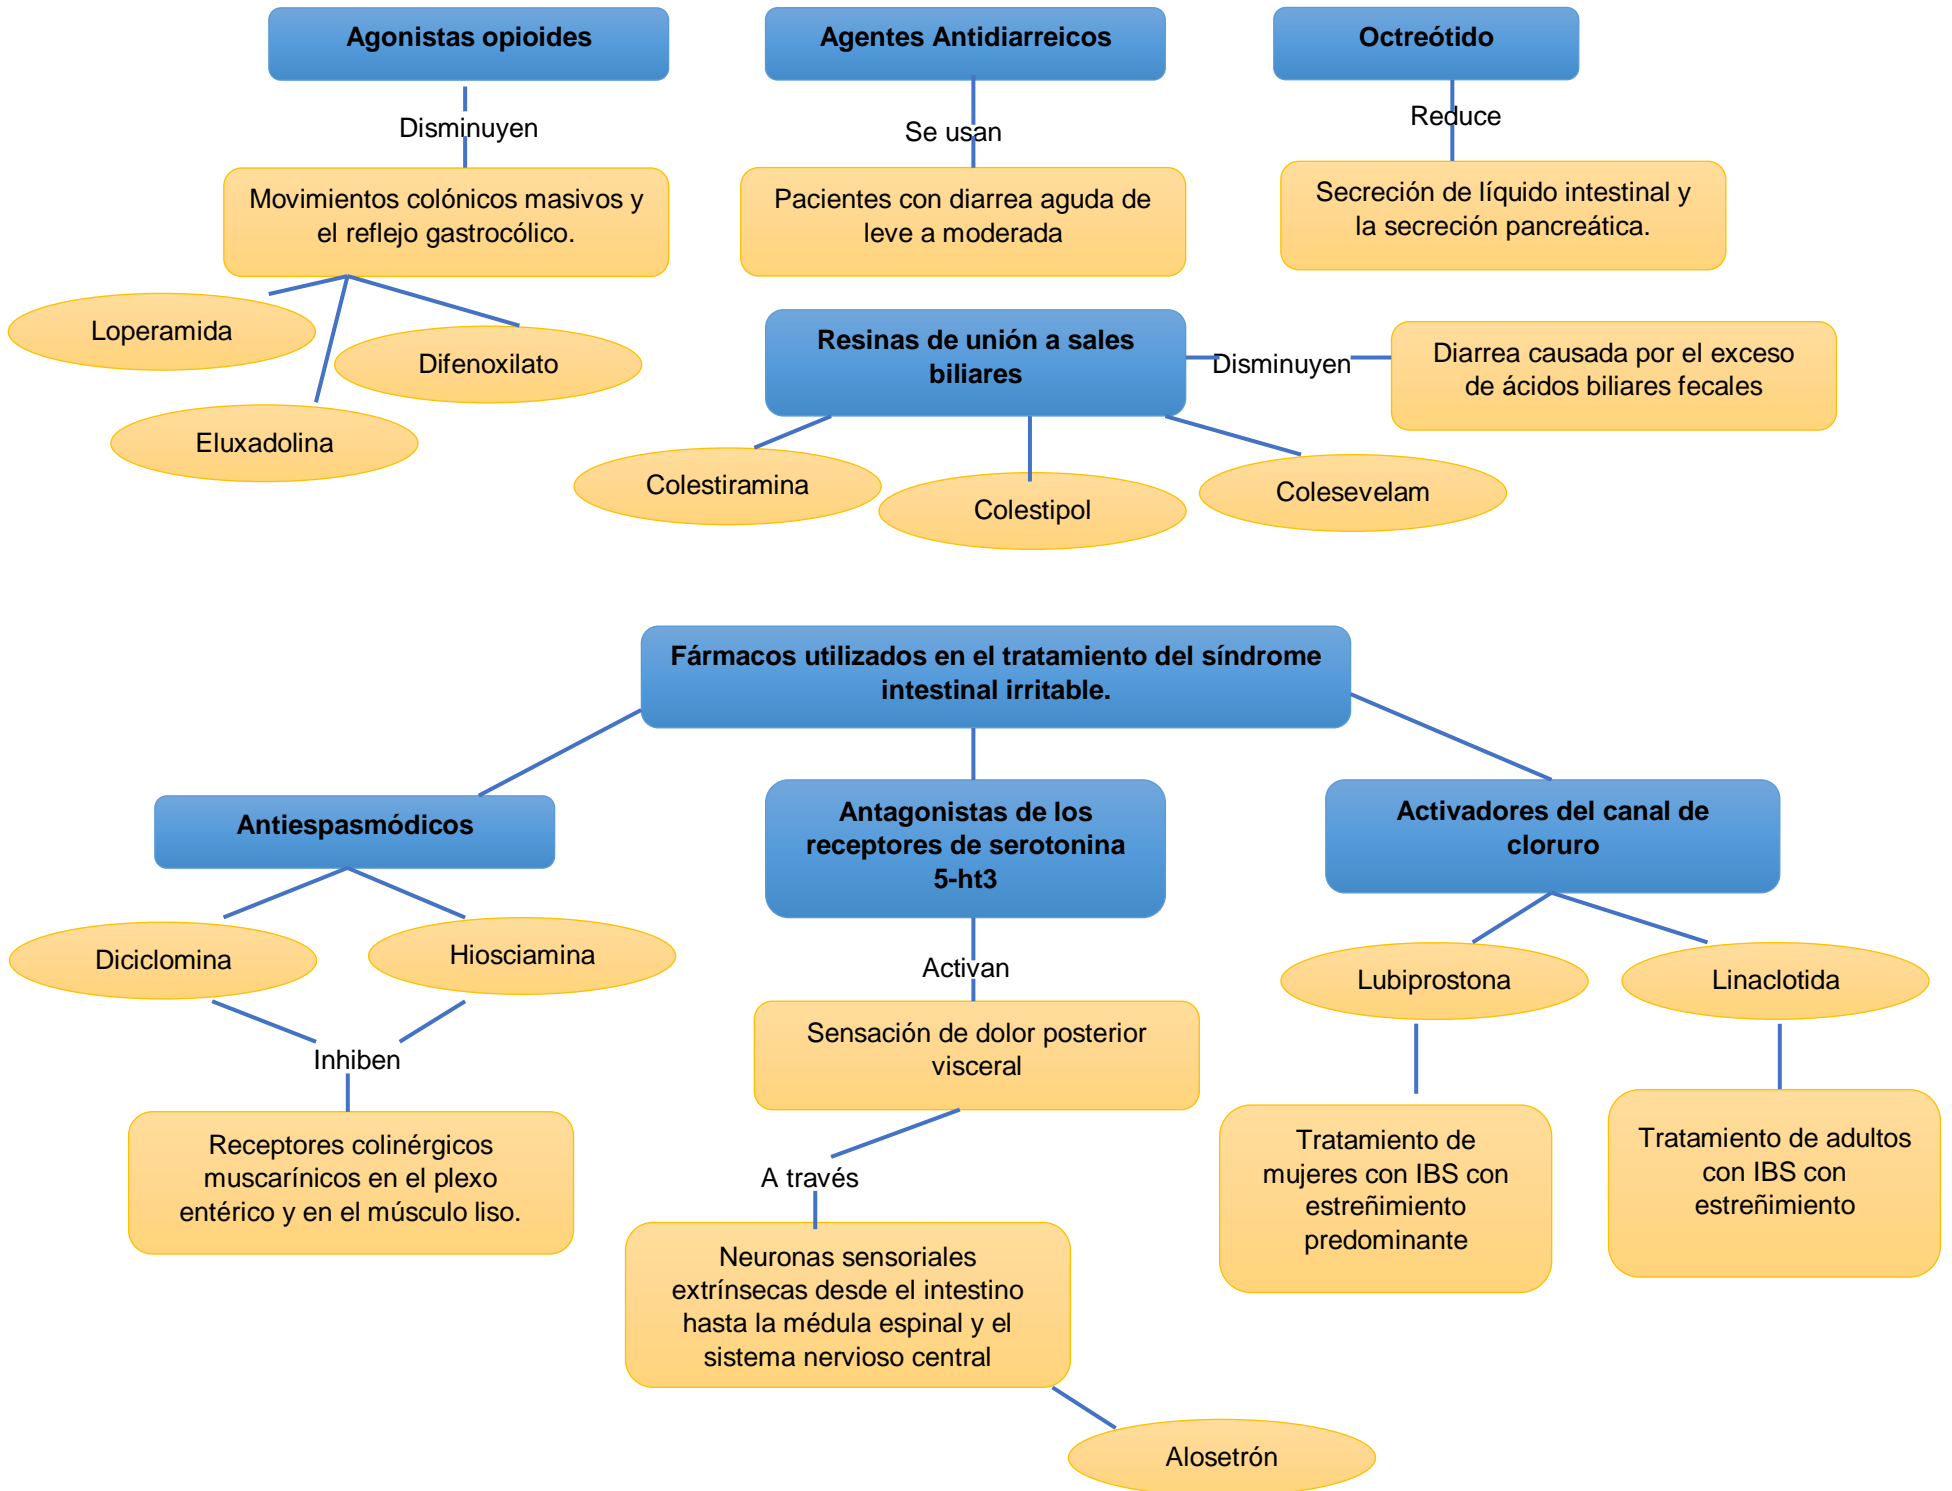 Agonistas opioides
Agentes Antidiarreicos
Octreótido
Disminuyen
Se usan
Reduce
Movimientos colónicos masivos y
el reflejo gastrocólico.
Pacientes con diarrea aguda de
leve a moderada
Secreción de líquido intestinal y
la secreción pancreática.
Loperamida
Difenoxilato
Eluxadolina
Resinas de unión a sales
biliares
Disminuyen
Diarrea causada por el exceso
de ácidos biliares fecales
Colestiramina
Colestipol
Colesevelam
Fármacos utilizados en el tratamiento del síndrome
intestinal irritable.
Antiespasmódicos
Antagonistas de los
receptores de serotonina
5-ht3
Activadores del canal de
cloruro
Diciclomina
Hiosciamina
Inhiben
Receptores colinérgicos
muscarínicos en el plexo
entérico y en el músculo liso.
Activan
Sensación de dolor posterior
visceral
A través
Neuronas sensoriales
extrínsecas desde el intestino
hasta la médula espinal y el
sistema nervioso central
Alosetrón
Lubiprostona
Linaclotida
Tratamiento de
mujeres con IBS con
estreñimiento
predominante
Tratamiento de adultos
con IBS con
estreñimiento